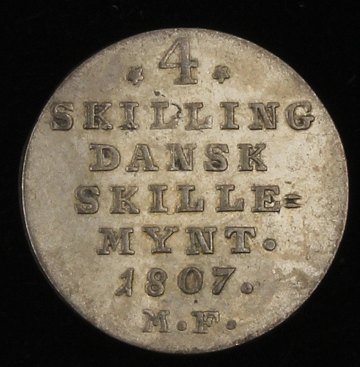 * 4 *
SKILLING
DANSK
SKILLE=
MYNT.
1807.
M.F.